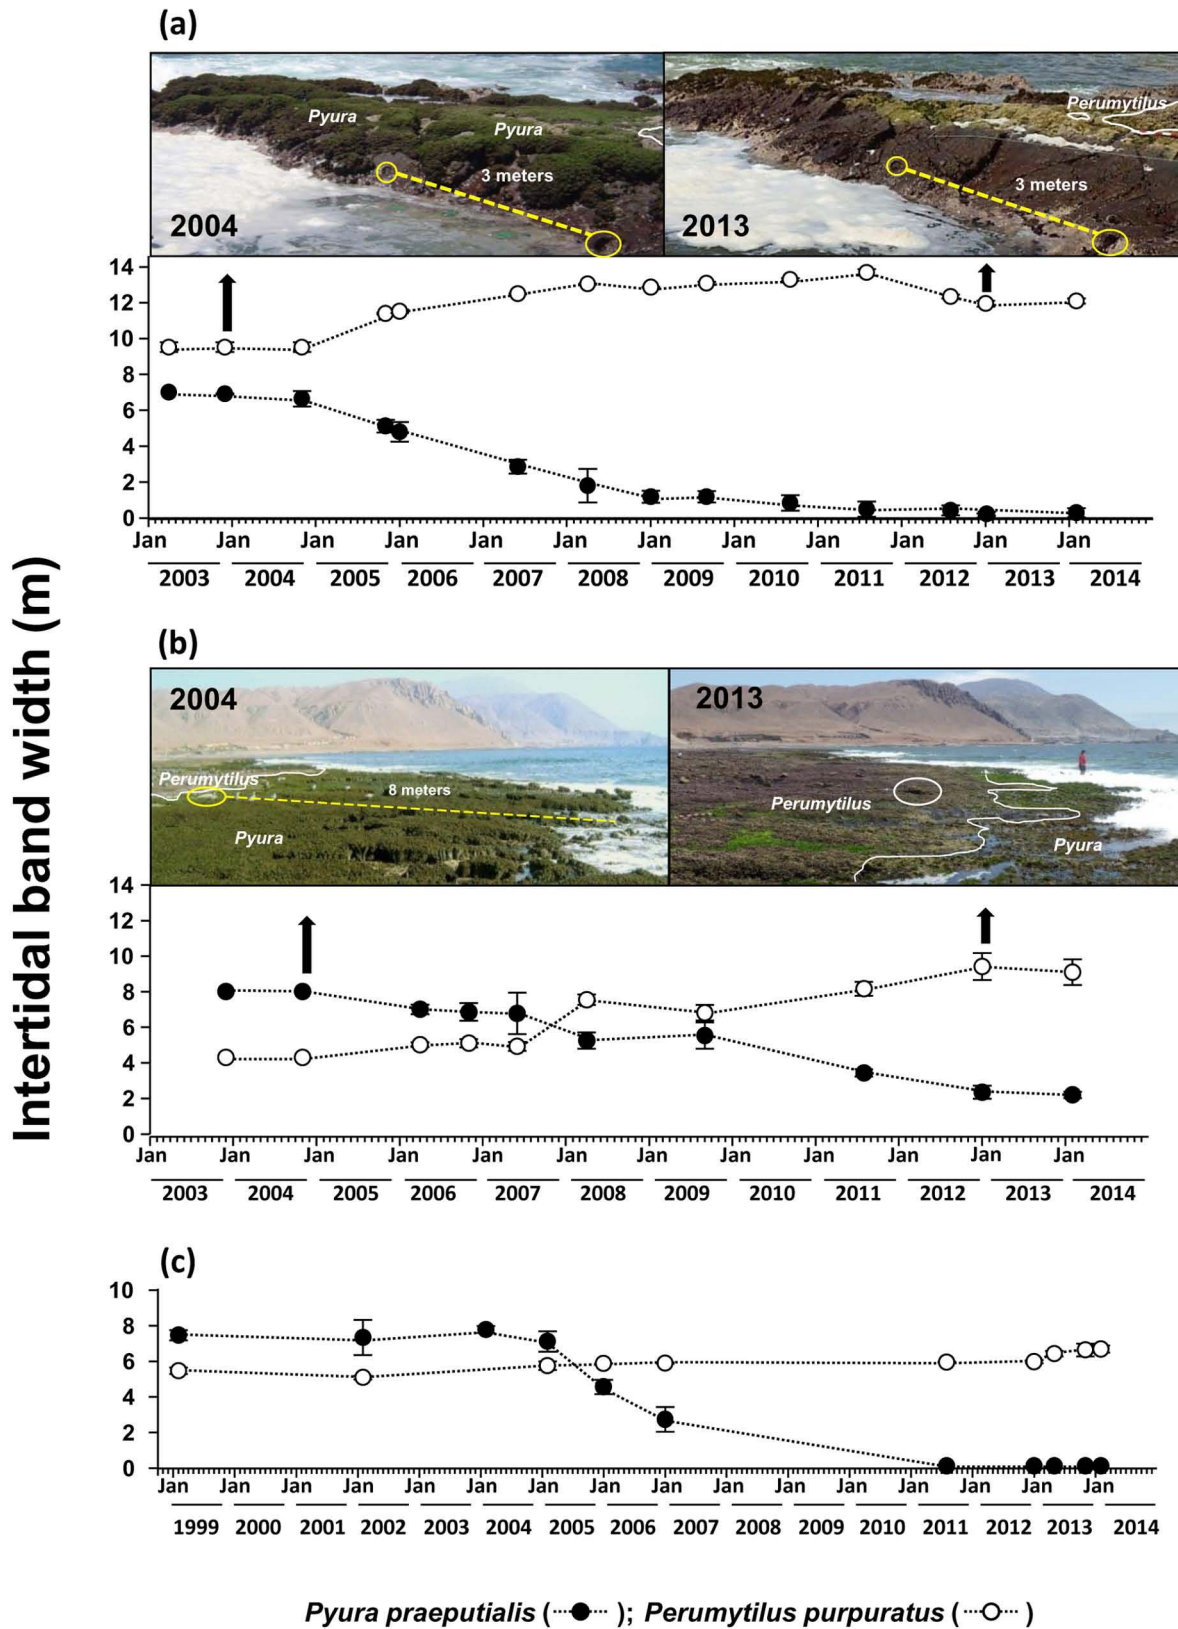 (a)
Pyura
Pyura
3 meters
2004
Perumytilus
3 meters
2013
14
12
10
8
6
4
2
0
Jan Jan Jan Jan Jan Jan Jan Jan Jan Jan Jan Jan
2003 2004 2005 2006 2007 2008 2009 2010 2011 2012 2013 2014
Intertidal band width (m)
(b)
2004
Perumytilus
8 meters
Pyura
2013
Perumytilus
Pyura
14
12
10
8
6
4
2
0
Jan Jan Jan Jan Jan Jan Jan Jan Jan Jan Jan Jan
2003 2004 2005 2006 2007 2008 2009 2010 2011 2012 2013 2014
(c)
10
8
6
4
2
0
Jan Jan Jan Jan Jan Jan Jan Jan Jan Jan Jan Jan Jan Jan Jan Jan
1999 2000 2001 2002 2003 2004 2005 2006 2007 2008 2009 2010 2011 2012 2013 2014
Pyura praeputialis ( ); Perumytilus purpuratus ( )